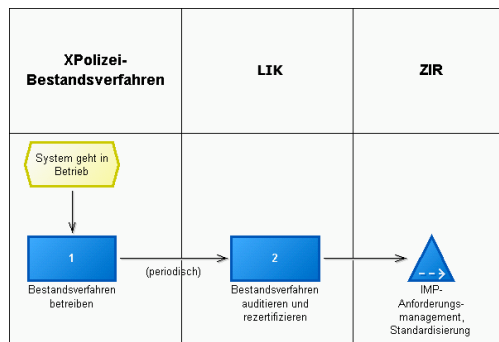 XPolizei-
Bestandsverfahren
LIK
ZIR
System geht in
Betrieb
1
Bestandsverfahren
betreiben
(periodisch)
2
Bestandsverfahren
auditieren und
rezertifizieren
IMP-
Anforderungs-
management,
Standardisierung